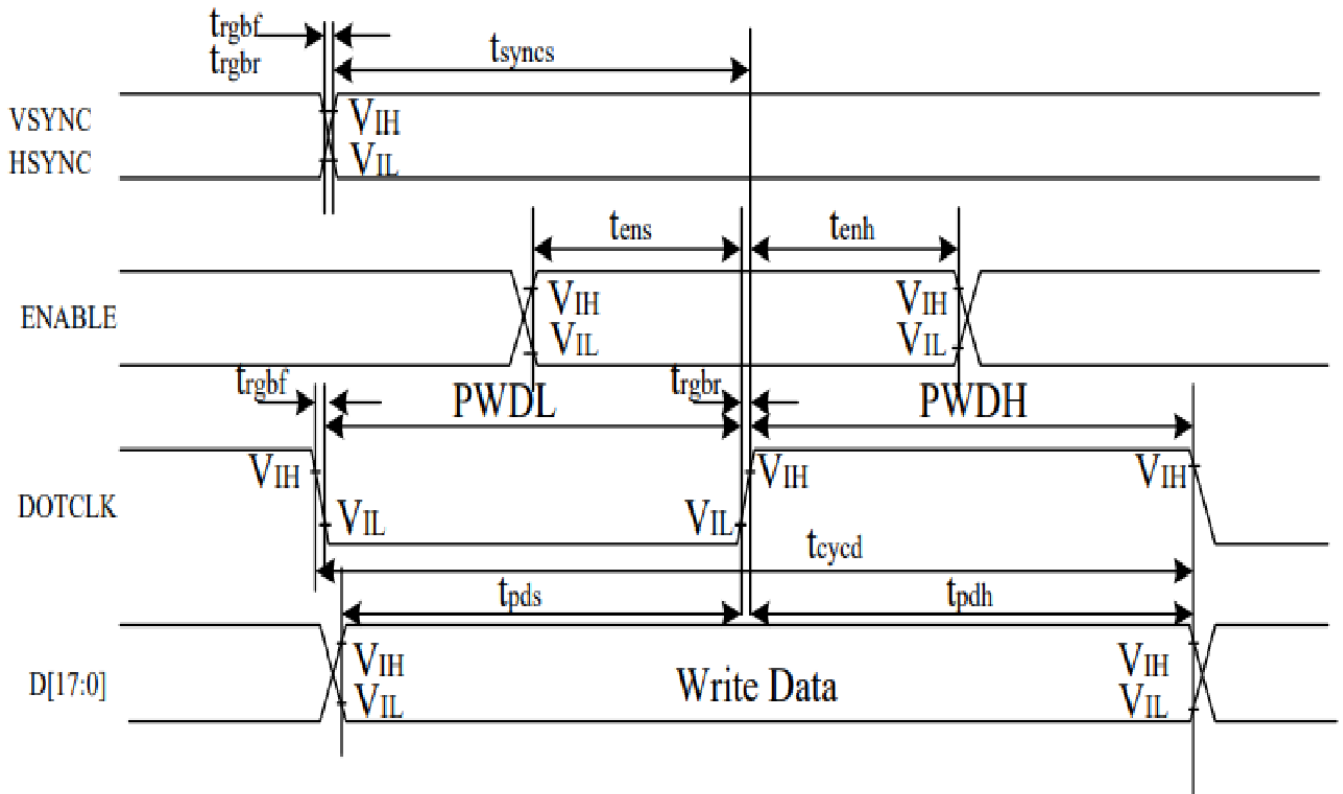 trgbf
trgbr
tsyncs
VSYNC
HSYNC
VIH
VIL
tens
tenh
ENABLE
VIH
VIL
VIH
VIL
trgbf
PWDL
trgbr
PWDH
DOTCLK
VIH
VIL
VIL
VIH
VIH
tcycd
tpds
tpdh
D[17:0]
VIH
VIL
Write Data
VIH
VIL